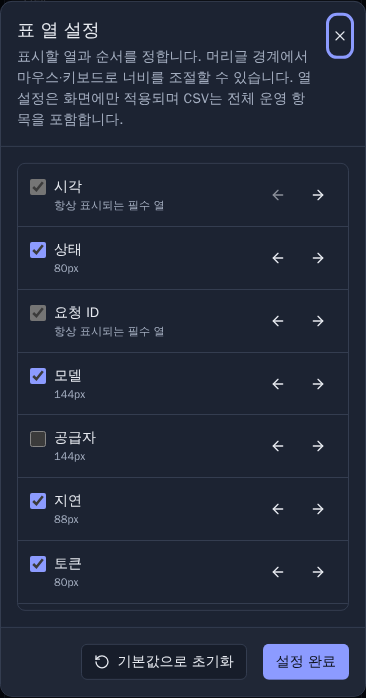 표 열 설정
표시할 열과 순서를 정합니다. 머리글 경계에서
마우스·키보드로 너비를 조절할 수 있습니다. 열
설정은 화면에만 적용되며 CSV는 전체 운영 항
목을 포함합니다.
시각
항상 표시되는 필수 열
상태
80px
요청 ID
항상 표시되는 필수 열
모델
144px
공급자
144px
지연
88px
토큰
80px
기본값으로 초기화
설정 완료